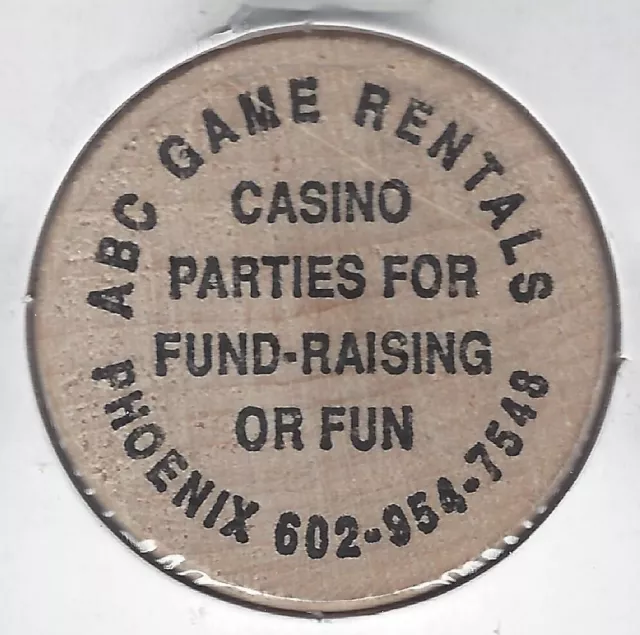 ABC GAME RENTALS
CASINO
PARTIES FOR
FUND-RAISING
OR FUN
PHOENIX 602-954-7548